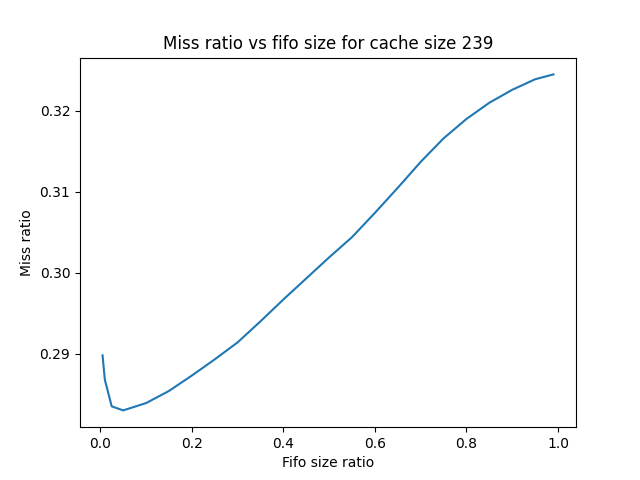 Miss ratio vs fifo size for cache size 239
Miss ratio
0.32
0.31
0.30
0.29
0.0 0.2 0.4 0.6 0.8 1.0
Fifo size ratio